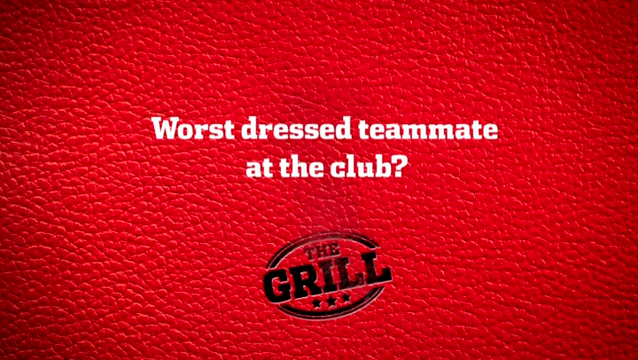 Worst dressed teammate
at the club?
THE
GRILL